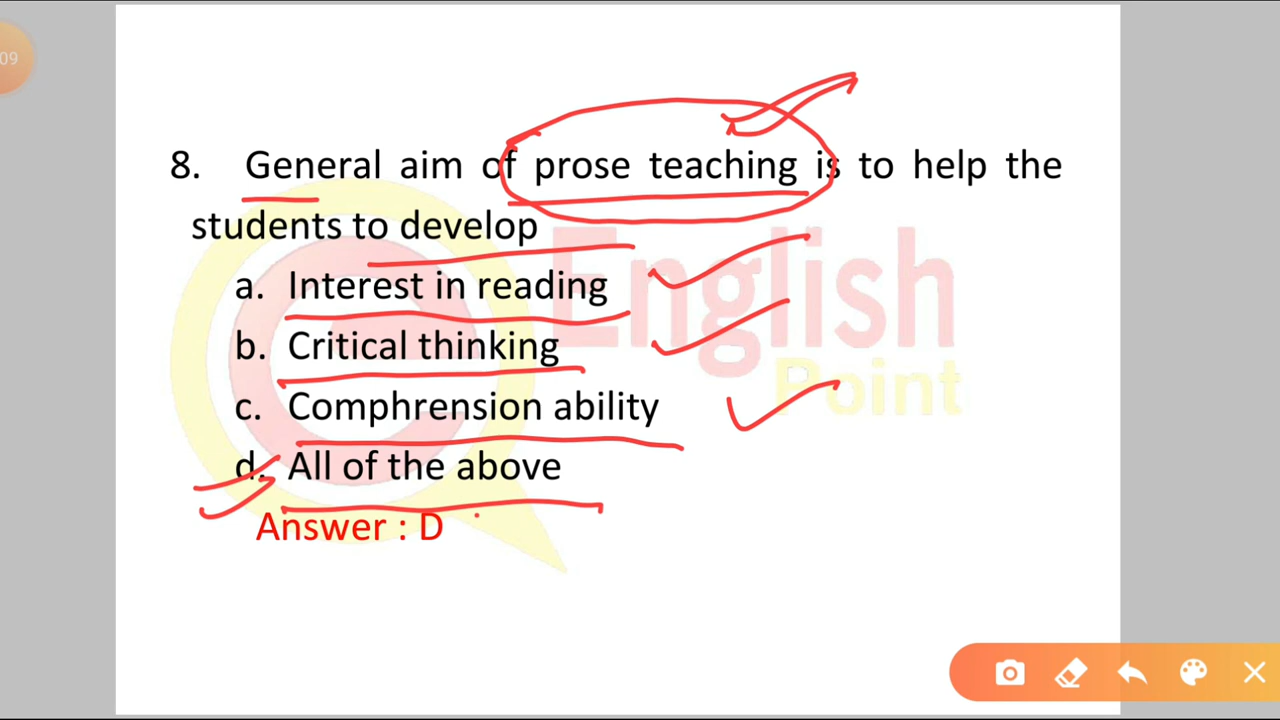 09
8. General aim of prose teaching is to help the
students to develop
a. Interest in reading
b. Critical thinking
c. Comphrension ability
d. All of the above
Answer : D
English
Point